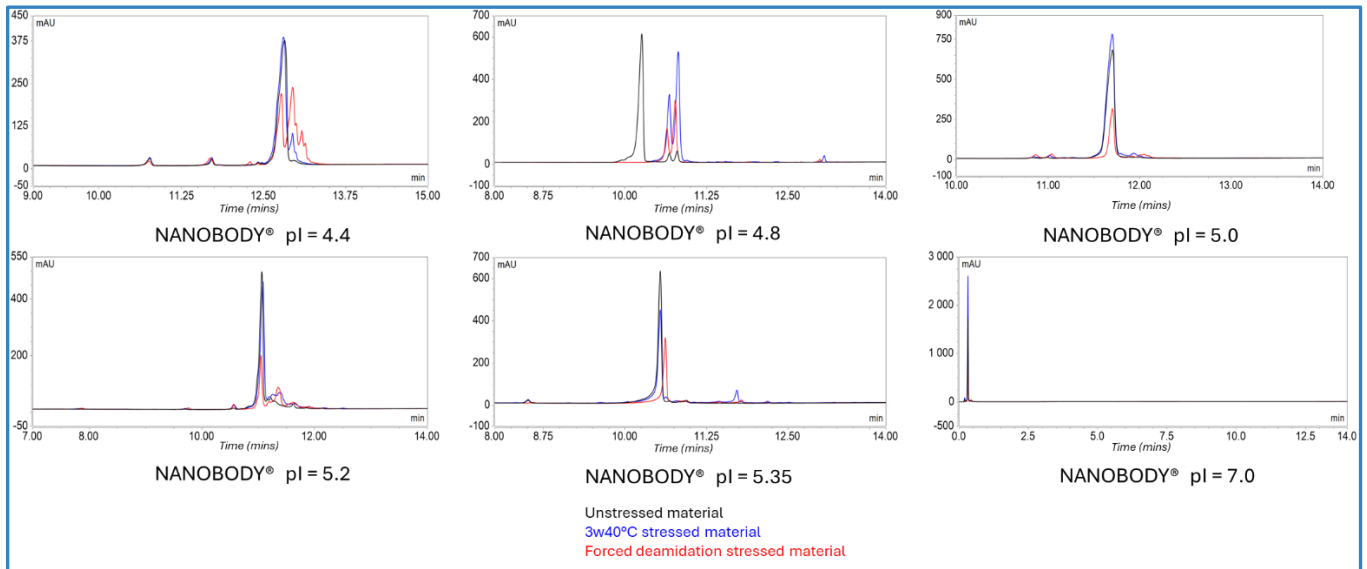 450
mAU
375
250
125
0
-50
min
9.00
10.00
11.25
12.50
13.75
15.00
Time (mins)
NANOBODY® pI = 4.4
700
mAU
600
400
200
0
-100
min
8.00
8.75
10.00
11.25
12.50
14.00
Time (mins)
NANOBODY® pI = 4.8
900
mAU
750
500
250
0
-100
min
10.00
11.00
12.00
13.00
14.00
Time (mins)
NANOBODY® pI = 5.0
550
mAU
400
200
-50
min
7.00
10.00
12.00
14.00
Time (mins)
NANOBODY® pI = 5.2
700
mAU
600
400
200
0
-100
min
8.00
8.75
10.00
11.25
12.50
14.00
Time (mins)
NANOBODY® pI = 5.35
3 000
mAU
2 000
1 000
0
-500
min
0.0
2.5
5.0
7.5
10.0
12.5
14.0
Time (mins)
NANOBODY® pI = 7.0
Unstressed material
3w40°C stressed material
Forced deamidation stressed material